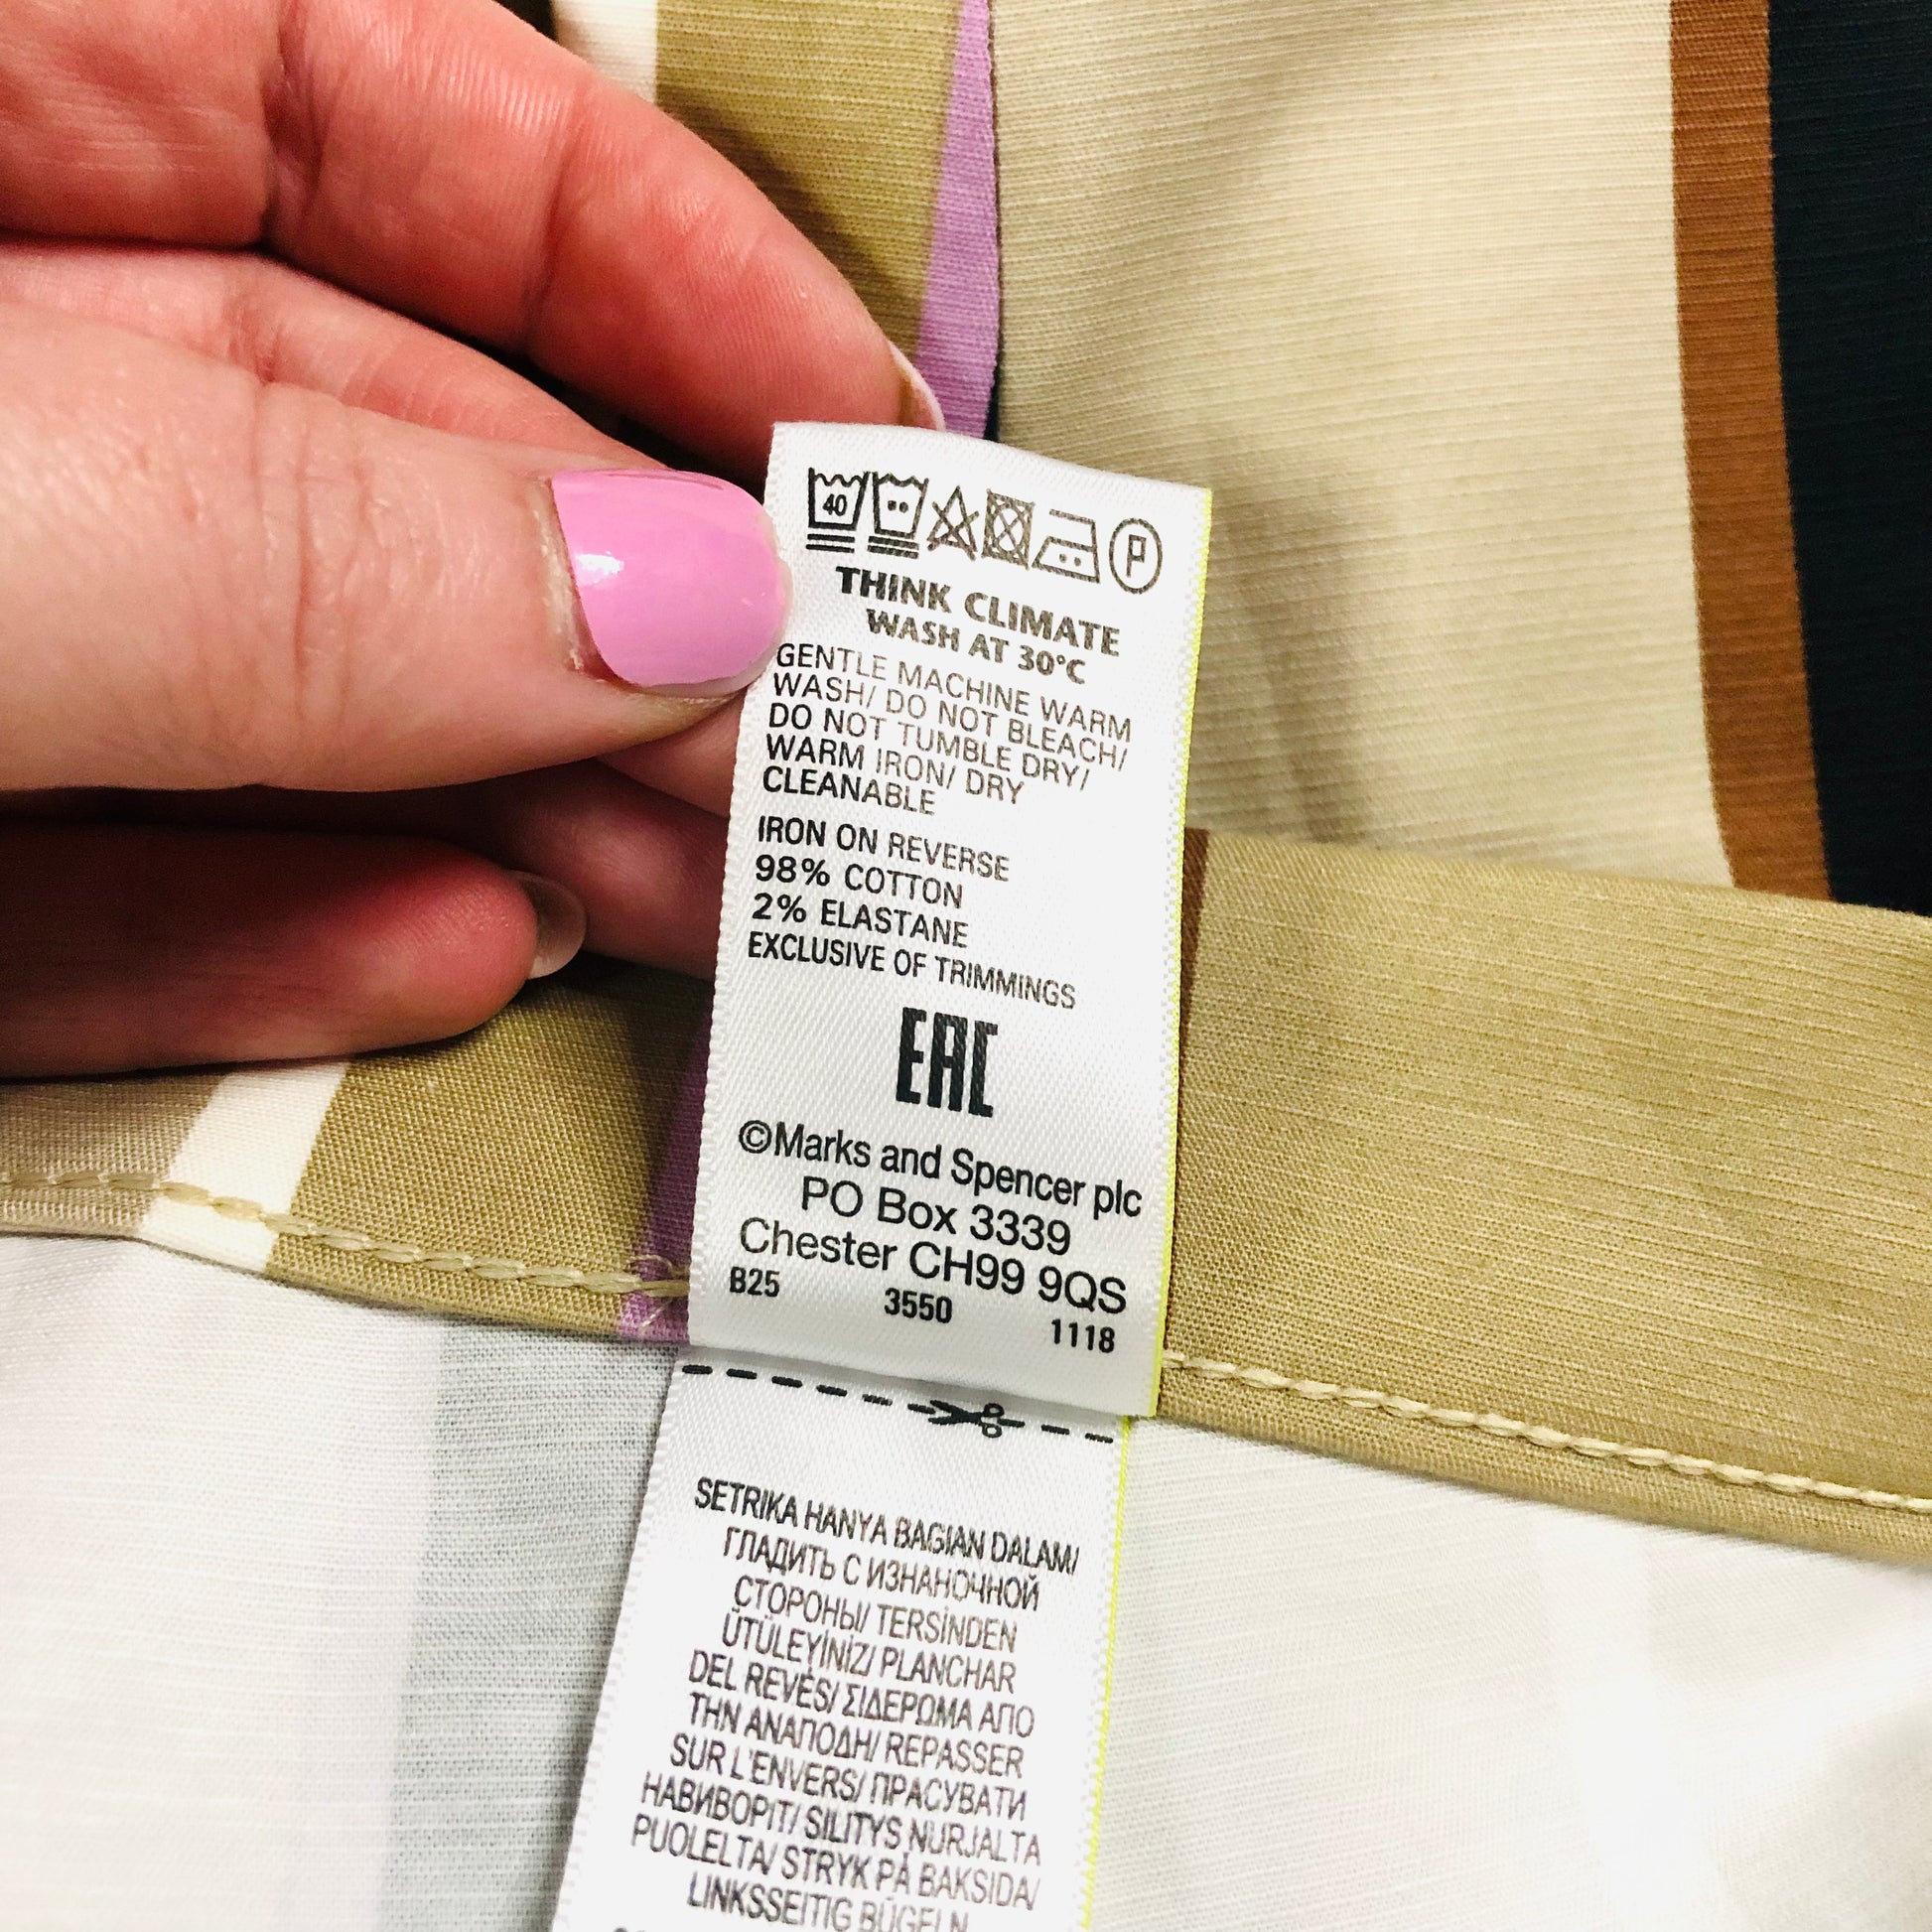 40
P
THINK CLIMATE
WASH AT 30°C
GENTLE MACHINE WARM
WASH/ DO NOT BLEACH/
DO NOT TUMBLE DRY/
WARM IRON/ DRY
CLEANABLE
IRON ON REVERSE
98% COTTON
2% ELASTANE
EXCLUSIVE OF TRIMMINGS
EAC
©Marks and Spencer plc
PO Box 3339
Chester CH99 9QS
B25 3550 1118
SETRIKA HANYA BAGIAN DALAM/
ГЛАДИТЬ С ИЗНАНОЧНОЙ
СТОРОНЫ/ TERSİNDEN
ÜTÜLEYİNİZ/ PLANCHAR
DEL REVÉS/ ΣΙΔΕΡΩΜΑ ΑΠΟ
ΤΗΝ ΑΝΑΠΟΔΗ/ REPASSER
SUR L'ENVERS/ ПРАСУВАТИ
НАВИВОРІТ/ SILITYS NURJALTA
PUOLELTA/ STRYK PÅ BAKSIDA/
LINKSSEITIG BÜGELN